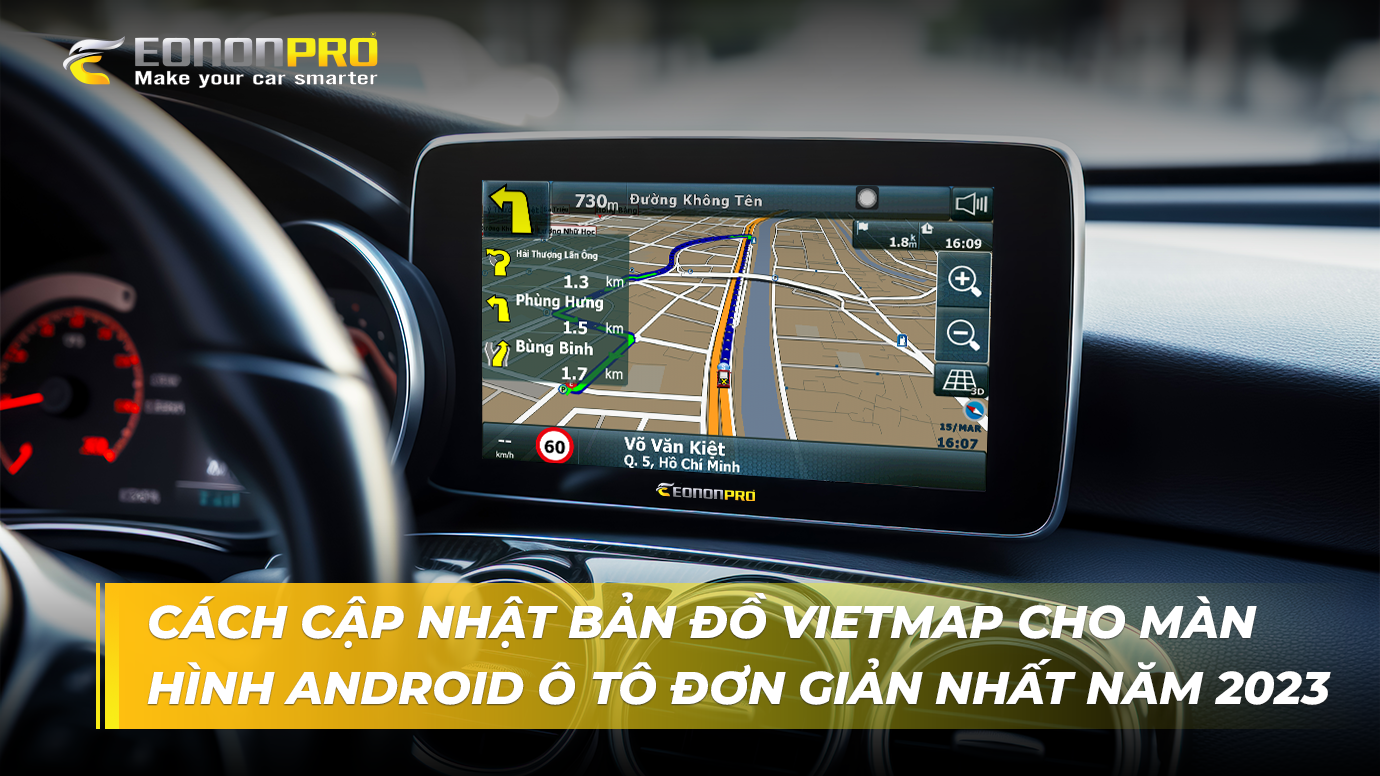 EONONPRO
Make your car smarter
730m Đường Không Tên
1.8km 16:09
Hải Thượng Lãn Ông
1.3 km
Phùng Hưng
1.5 km
Bùng Binh
1.7 km
3D
15/MAR
16:07
--
km/h
60
Võ Văn Kiệt
Q. 5, Hồ Chí Minh
EONONPRO
CÁCH CẬP NHẬT BẢN ĐỒ VIETMAP CHO MÀN
HÌNH ANDROID Ô TÔ ĐƠN GIẢN NHẤT NĂM 2023